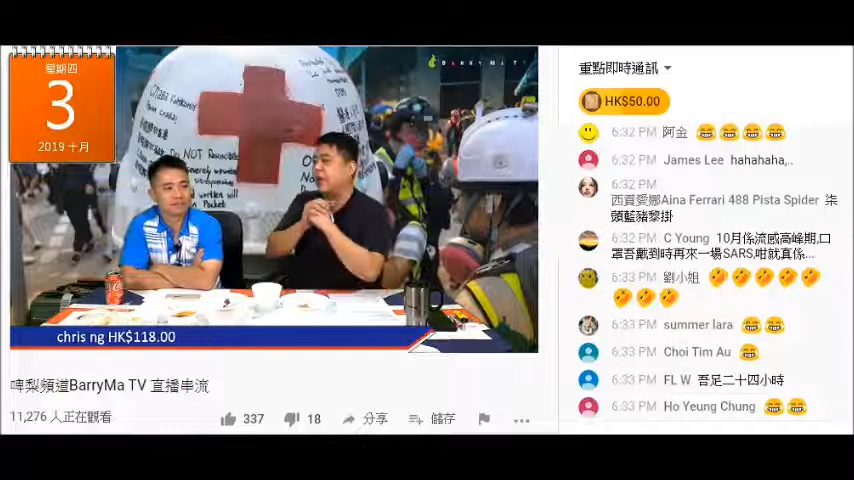 星期四
3
2019 十月
BARRYMA TV
Do NOT
chris ng HK$118.00
啤梨頻道BarryMa TV 直播串流
11,276 人正在觀看
337
18
分享
儲存
重點即時通訊
HK$50.00
6:32 PM 阿金
6:32 PM James Lee hahahaha,..
6:32 PM
西貢愛娜Aina Ferrari 488 Pista Spider 柒
頭藍豬黎掛
6:32 PM C Young 10月係流感高峰期,口
罩吾戴到時再來一場SARS,咁就真係...
6:33 PM 劉小姐
6:33 PM summer lara
6:33 PM Choi Tim Au
6:33 PM FL W 吾足二十四小時
6:33 PM Ho Yeung Chung